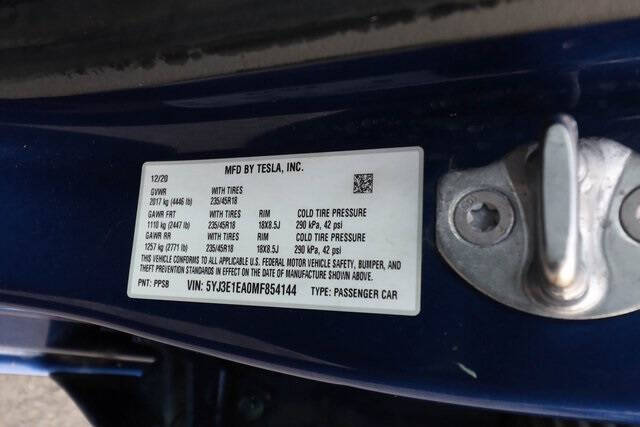 MFD BY TESLA, INC.
12/20
GVWR WITH TIRES
2017 kg (4446 lb) 235/45R18
GAWR FRT WITH TIRES RIM COLD TIRE PRESSURE
1110 kg (2447 lb) 235/45R18 18X8.5J 290 kPa, 42 psi
GAWR RR WITH TIRES RIM COLD TIRE PRESSURE
1257 kg (2771 lb) 235/45R18 18X8.5J 290 kPa, 42 psi
THIS VEHICLE CONFORMS TO ALL APPLICABLE U.S. FEDERAL MOTOR VEHICLE SAFETY, BUMPER, AND
THEFT PREVENTION STANDARDS IN EFFECT ON THE DATE OF MANUFACTURE SHOWN ABOVE.
PNT: PPSB VIN: 5YJ3E1EA0MF854144 TYPE: PASSENGER CAR